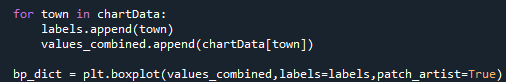 for town in chartData:
    labels.append(town)
    values_combined.append(chartData[town])
bp_dict = plt.boxplot(values_combined,labels=labels,patch_artist=True)